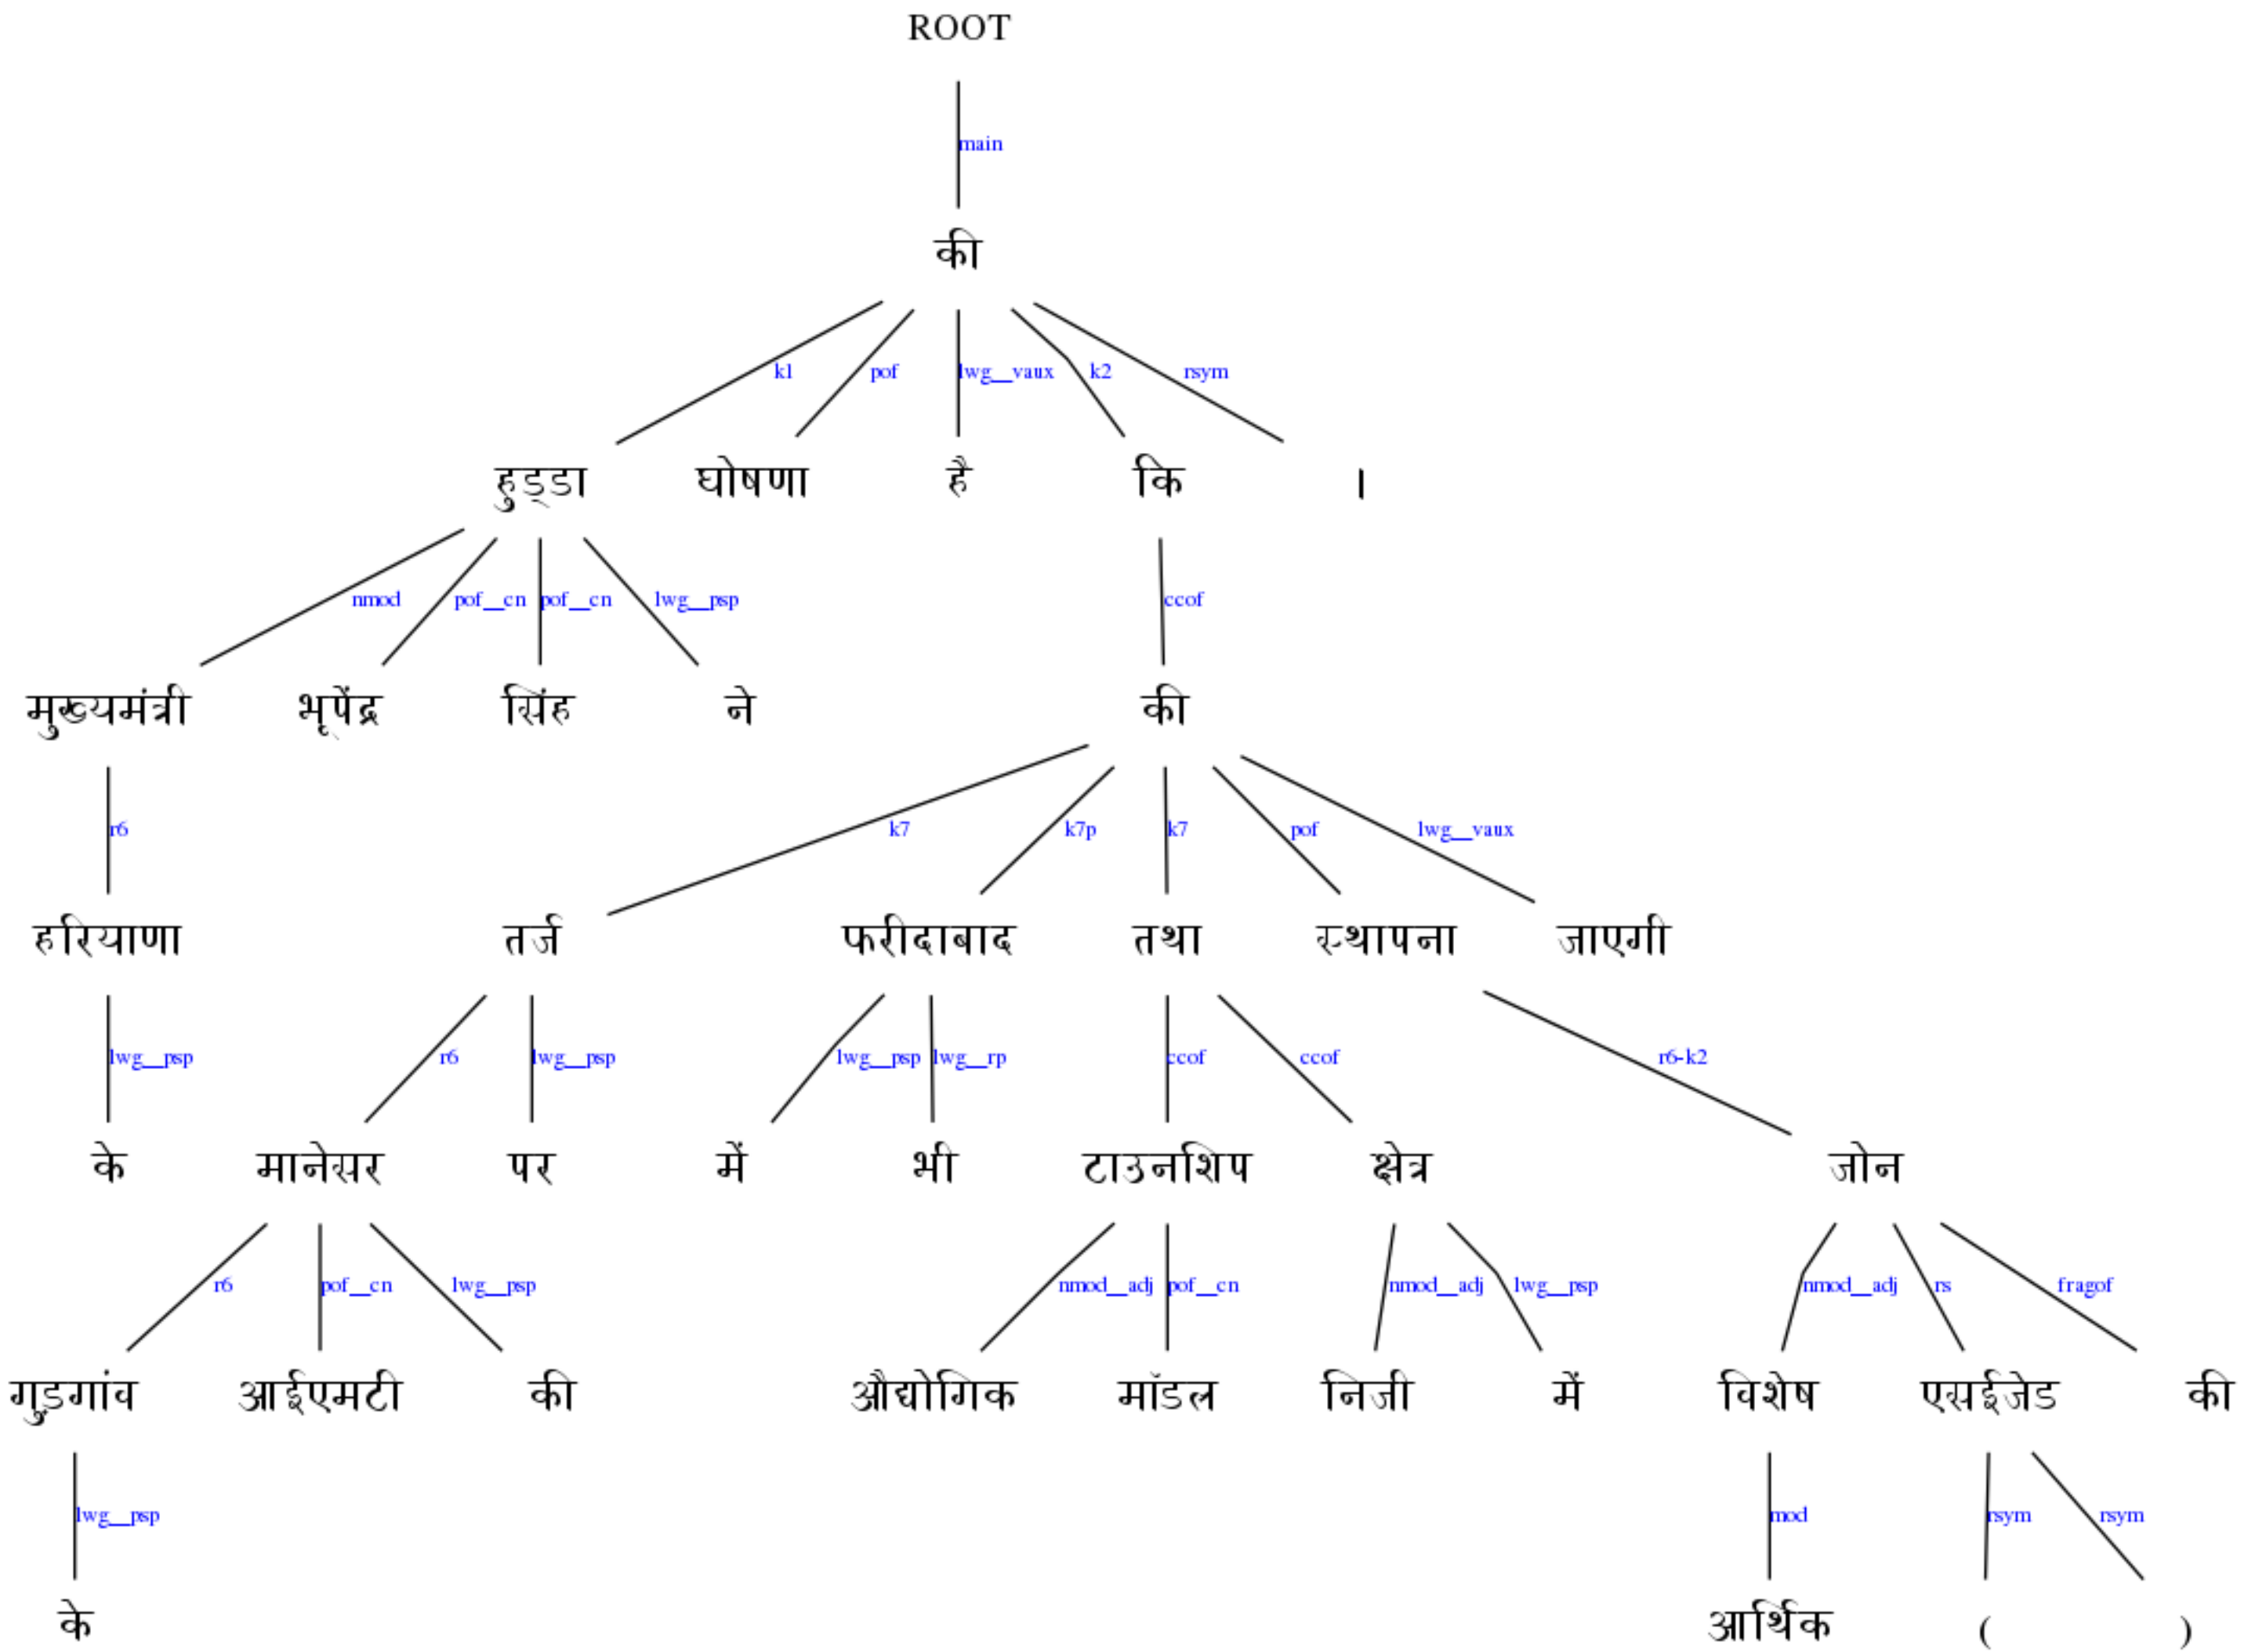 ROOT
main
की
k1 pof lwg__vaux k2 rsym
हुड्डा घोषणा है कि ।
nmod pof__cn pof__cn lwg__psp ccof
मुख्यमंत्री भूपेंद्र सिंह ने की
r6 k7 k7p k7 pof lwg__vaux
हरियाणा तर्ज फरीदाबाद तथा स्थापना जाएगी
lwg__psp r6 lwg__psp lwg__psp lwg__rp ccof ccof r6-k2
के मानेसर पर में भी टाउनशिप क्षेत्र जोन
r6 pof__cn lwg__psp nmod__adj pof__cn nmod__adj lwg__psp nmod__adj rs fragof
गुड़गांव आईएमटी की औद्योगिक मॉडल निजी में विशेष एसईजेड की
lwg__psp mod rsym rsym
के आर्थिक ( )